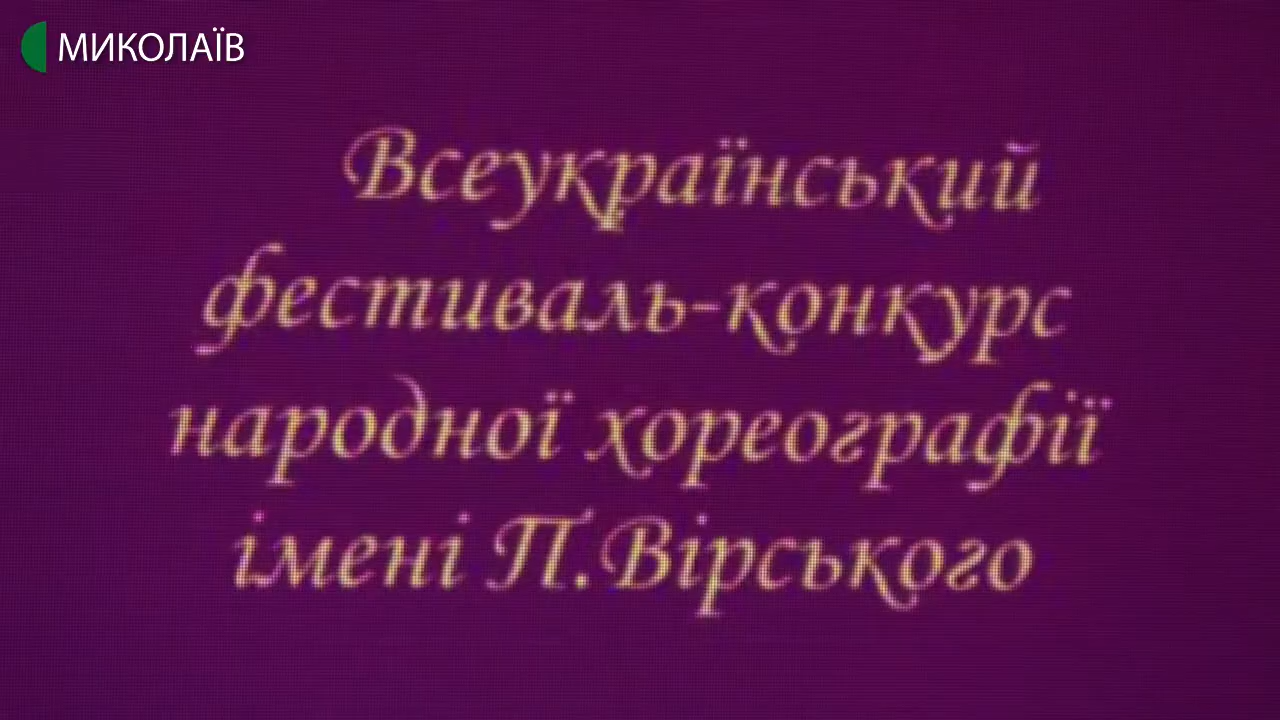 МИКОЛАЇВ
Всеукраїнський
фестиваль-конкурс
народної хореографії
імені П.Вірського